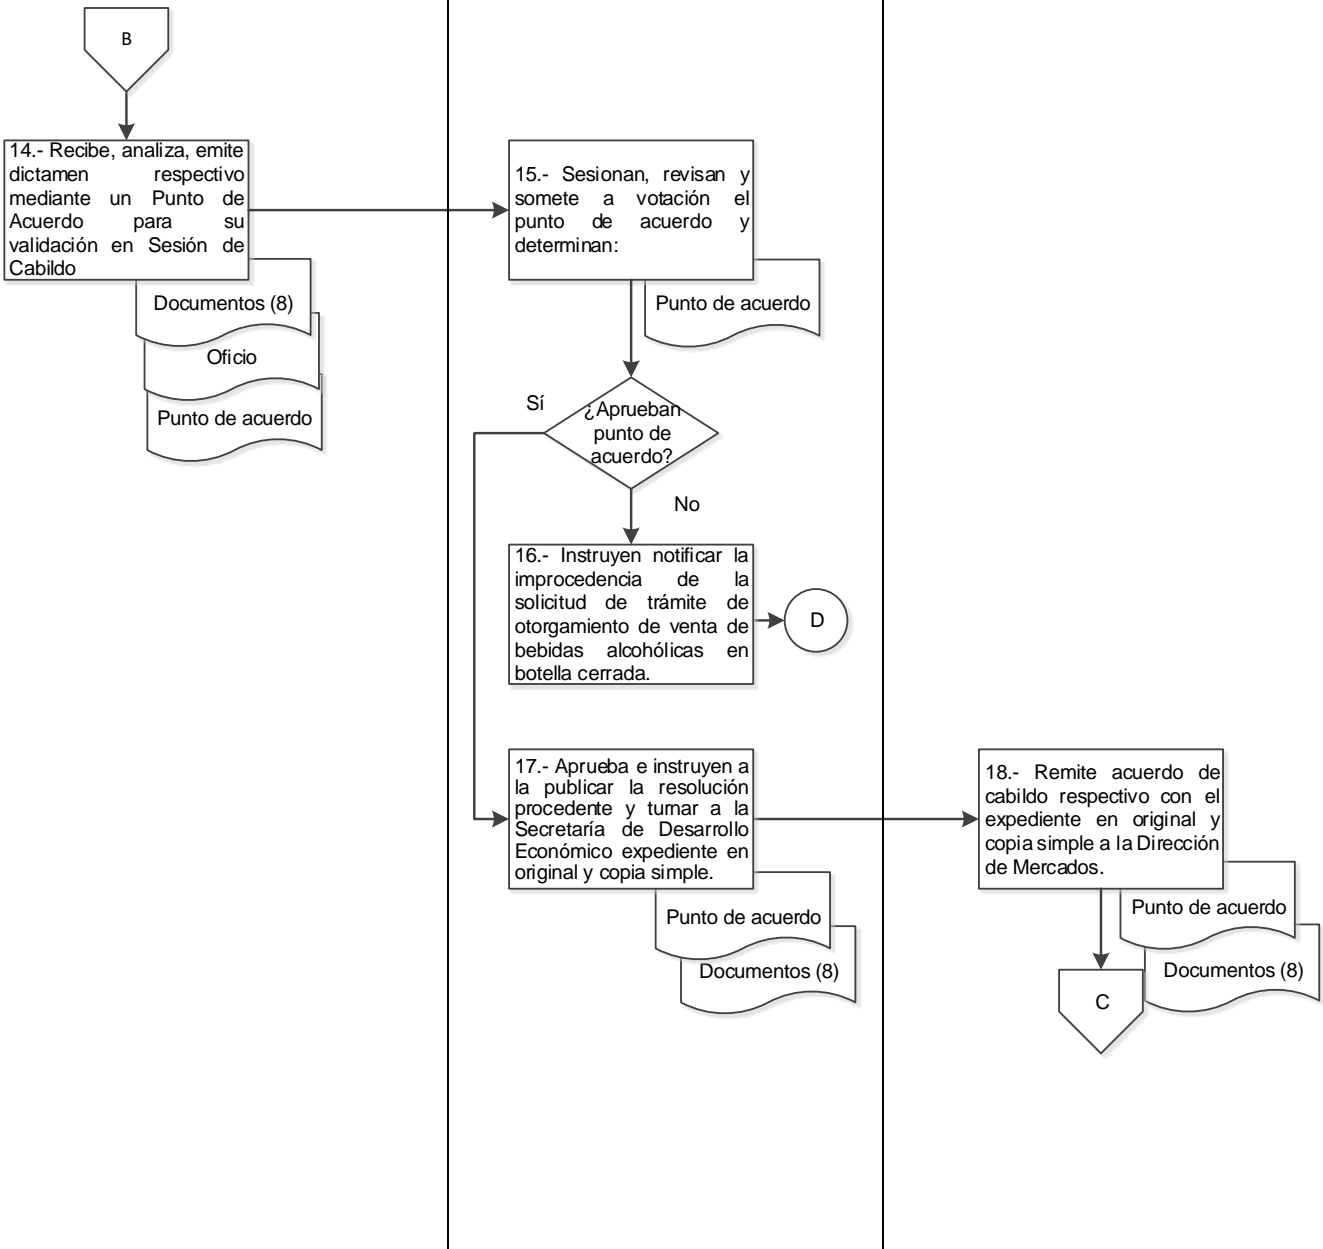 B
14.- Recibe, analiza, emite
dictamen respectivo
mediante un Punto de
Acuerdo para su
validación en Sesión de
Cabildo
Documentos (8)
Oficio
Punto de acuerdo
15.- Sesionan, revisan y
somete a votación el
punto de acuerdo y
determinan:
Punto de acuerdo
¿Aprueban
punto de
acuerdo?
Sí
No
16.- Instruyen notificar la
improcedencia de la
solicitud de trámite de
otorgamiento de venta de
bebidas alcohólicas en
botella cerrada.
D
17.- Aprueba e instruyen a
la publicar la resolución
procedente y turnar a la
Secretaría de Desarrollo
Económico expediente en
original y copia simple.
Punto de acuerdo
Documentos (8)
18.- Remite acuerdo de
cabildo respectivo con el
expediente en original y
copia simple a la Dirección
de Mercados.
Punto de acuerdo
Documentos (8)
C